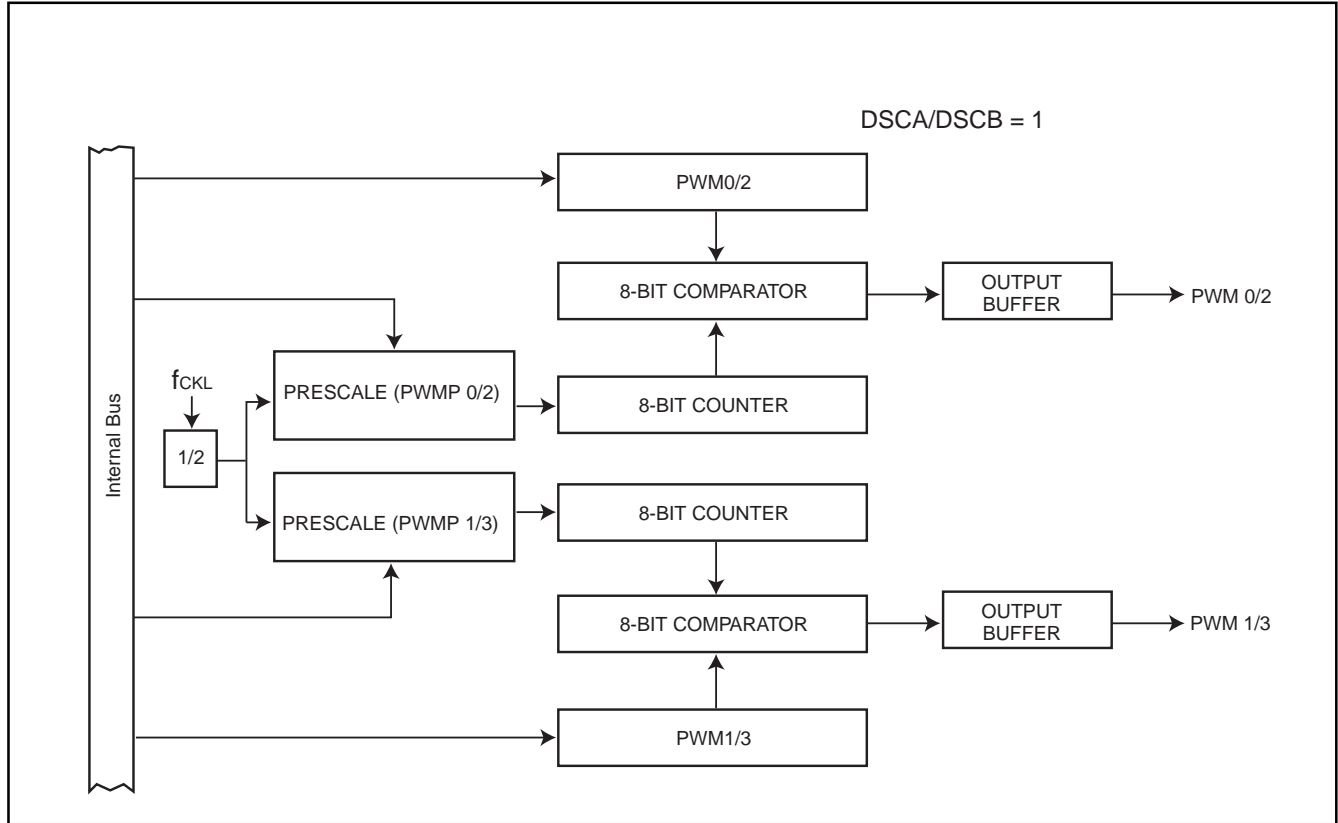 DSCA/DSCB = 1
PWM0/2
8-BIT COMPARATOR
OUTPUT
BUFFER
PWM 0/2
Internal Bus
fCKL
1/2
PRESCALE (PWMP 0/2)
8-BIT COUNTER
PRESCALE (PWMP 1/3)
8-BIT COUNTER
8-BIT COMPARATOR
OUTPUT
BUFFER
PWM 1/3
PWM1/3